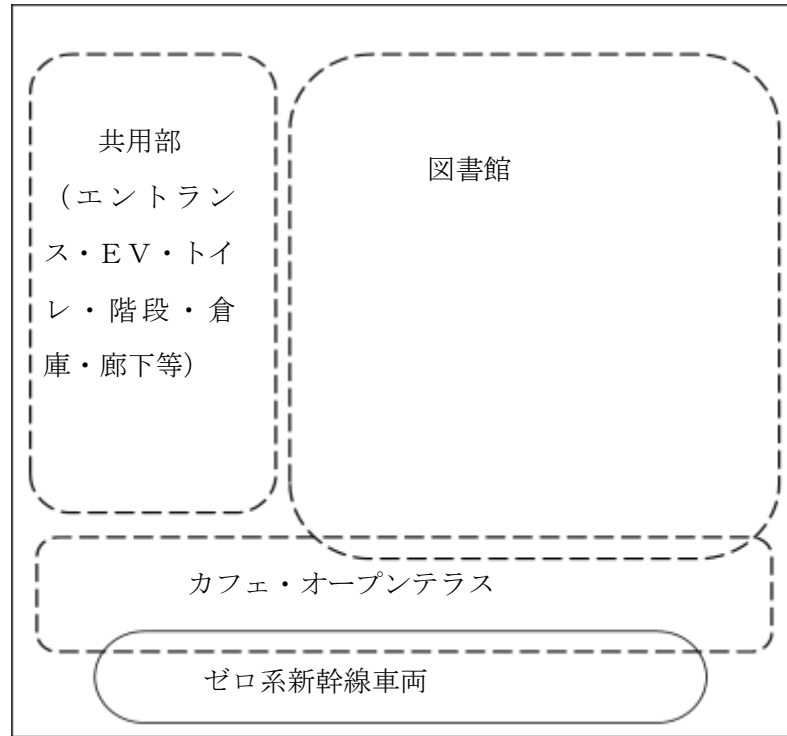 共用部
（エントラン
ス・ＥＶ・トイ
レ・階段・倉
庫・廊下等）
図書館
カフェ・オープンテラス
ゼロ系新幹線車両